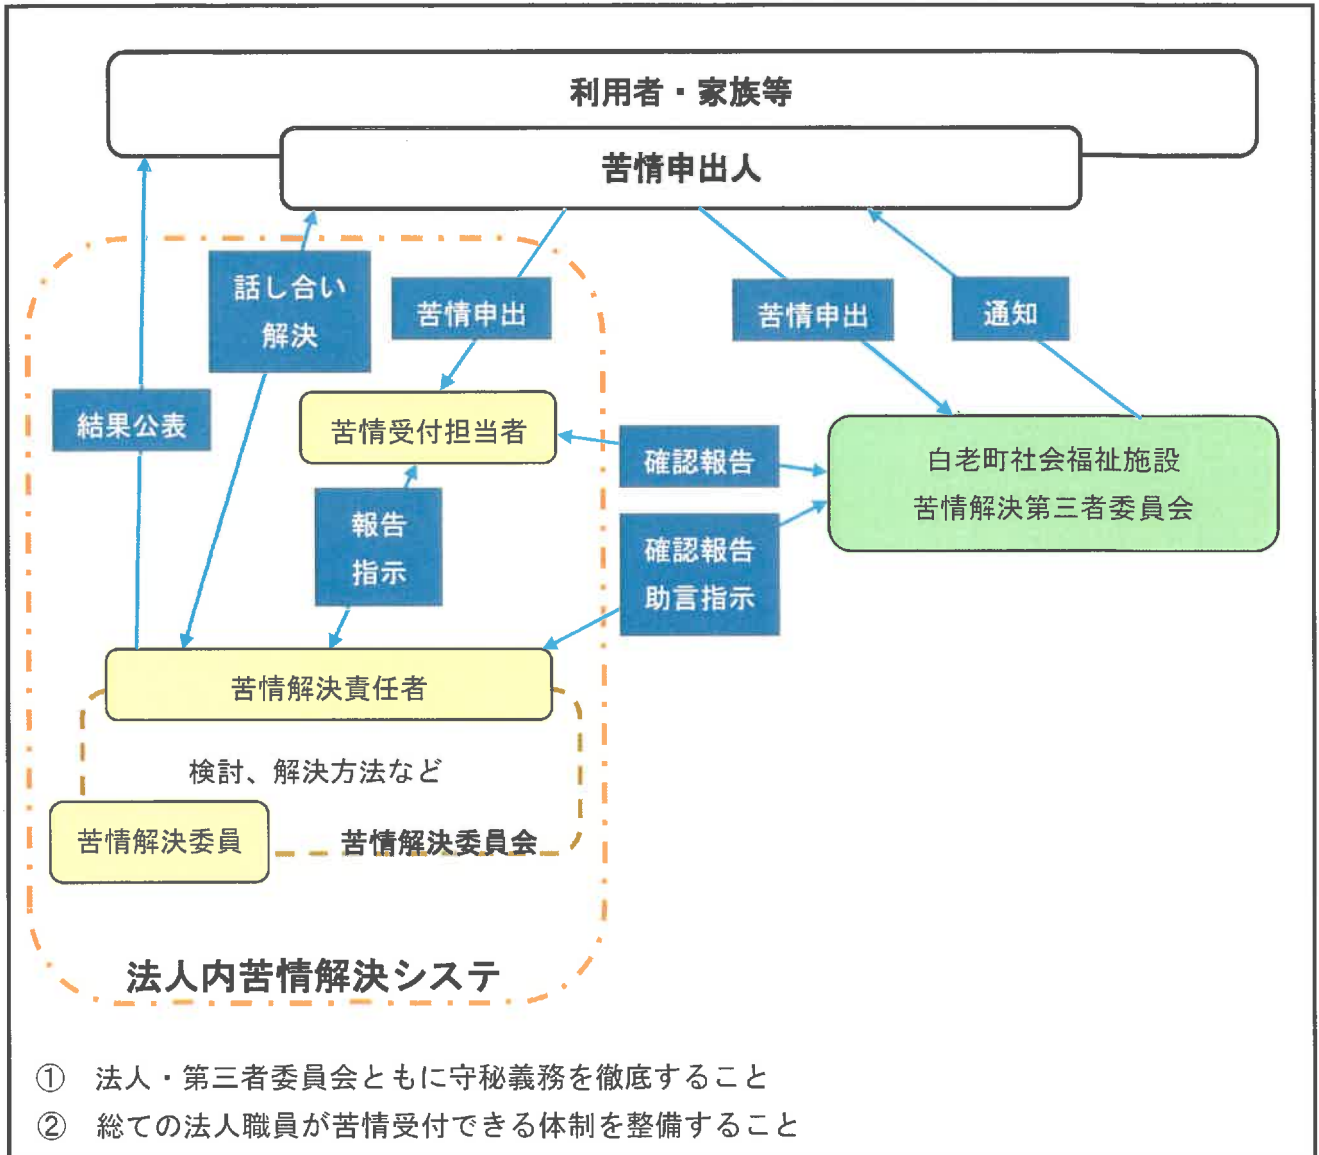 利用者・家族等
苦情申出人
話し合い
解決
苦情申出
苦情申出
通知
結果公表
苦情受付担当者
確認報告
白老町社会福祉施設
苦情解決第三者委員会
報告
指示
確認報告
助言指示
苦情解決責任者
検討、解決方法など
苦情解決委員
苦情解決委員会
法人内苦情解決システ
① 法人・第三者委員会ともに守秘義務を徹底すること
② 総ての法人職員が苦情受付できる体制を整備すること